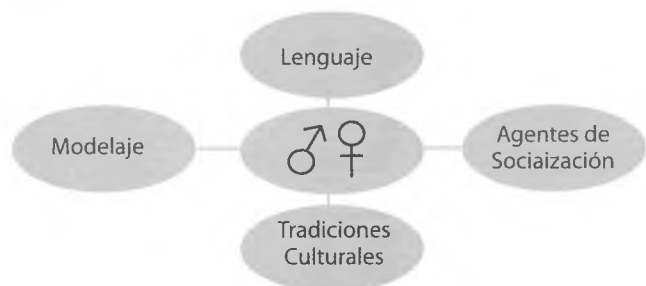 Lenguaje
Modelaje
♂ ♀
Agentes de
Sociaización
Tradiciones
Culturales